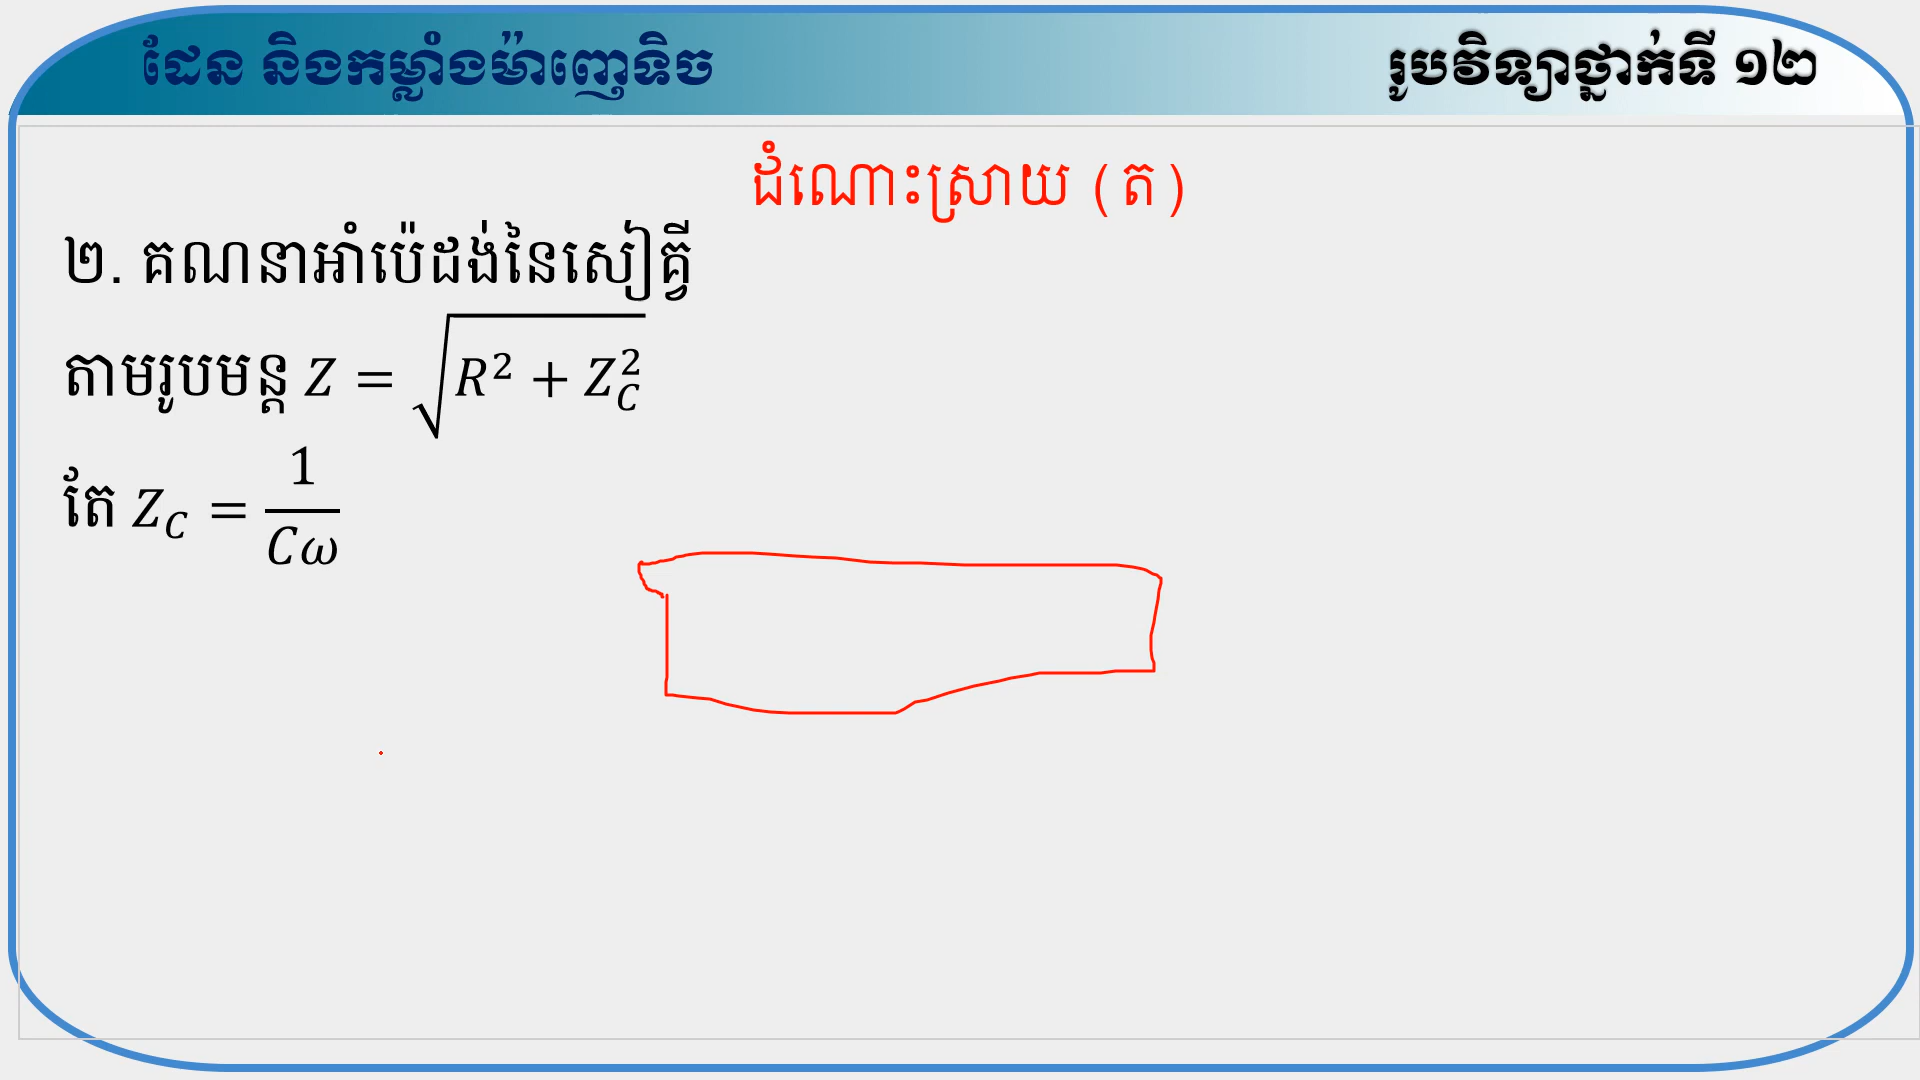 ដែន និងកម្លាំងម៉ាញេទិច
រូបវិទ្យាថ្នាក់ទី ១២
ដំណោះស្រាយ (ត)
២. គណនាអាំប៉េដង់នៃសៀគ្វី
តាមរូបមន្ត Z = √(R² + Z_C²)
តែ Z_C = 1/(Cω)